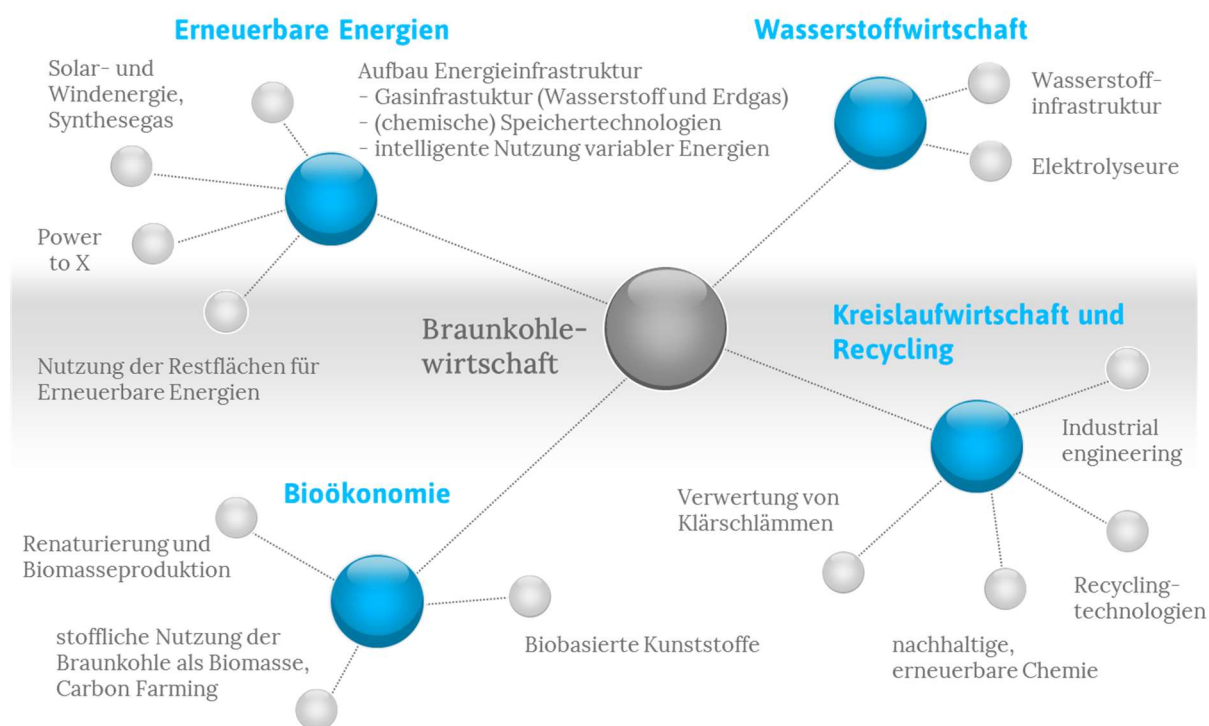 Erneuerbare Energien
Solar- und
Windenergie,
Synthesegas
Aufbau Energieinfrastruktur
- Gasinfrastuktur (Wasserstoff und Erdgas)
- (chemische) Speichertechnologien
- intelligente Nutzung variabler Energien
Power
to X
Nutzung der Restflächen für
Erneuerbare Energien
Wasserstoffwirtschaft
Wasserstoff-
infrastruktur
Elektrolyseure
Braunkohle-
wirtschaft
Kreislaufwirtschaft und
Recycling
Industrial
engineering
Verwertung von
Klärschlämmen
Recycling-
technologien
nachhaltige,
erneuerbare Chemie
Bioökonomie
Renaturierung und
Biomasseproduktion
stoffliche Nutzung der
Braunkohle als Biomasse,
Carbon Farming
Biobasierte Kunststoffe